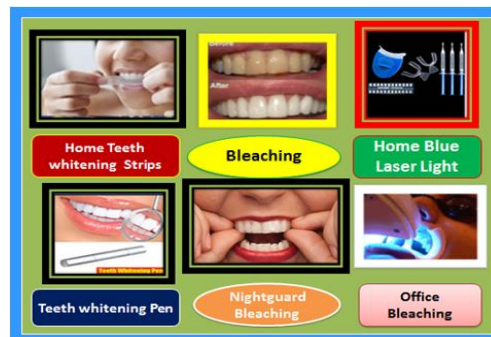 Before
After
Home Teeth
whitening Strips
Bleaching
Home Blue
Laser Light
Teeth Whitening Pen
Teeth whitening Pen
Nightguard
Bleaching
Office
Bleaching